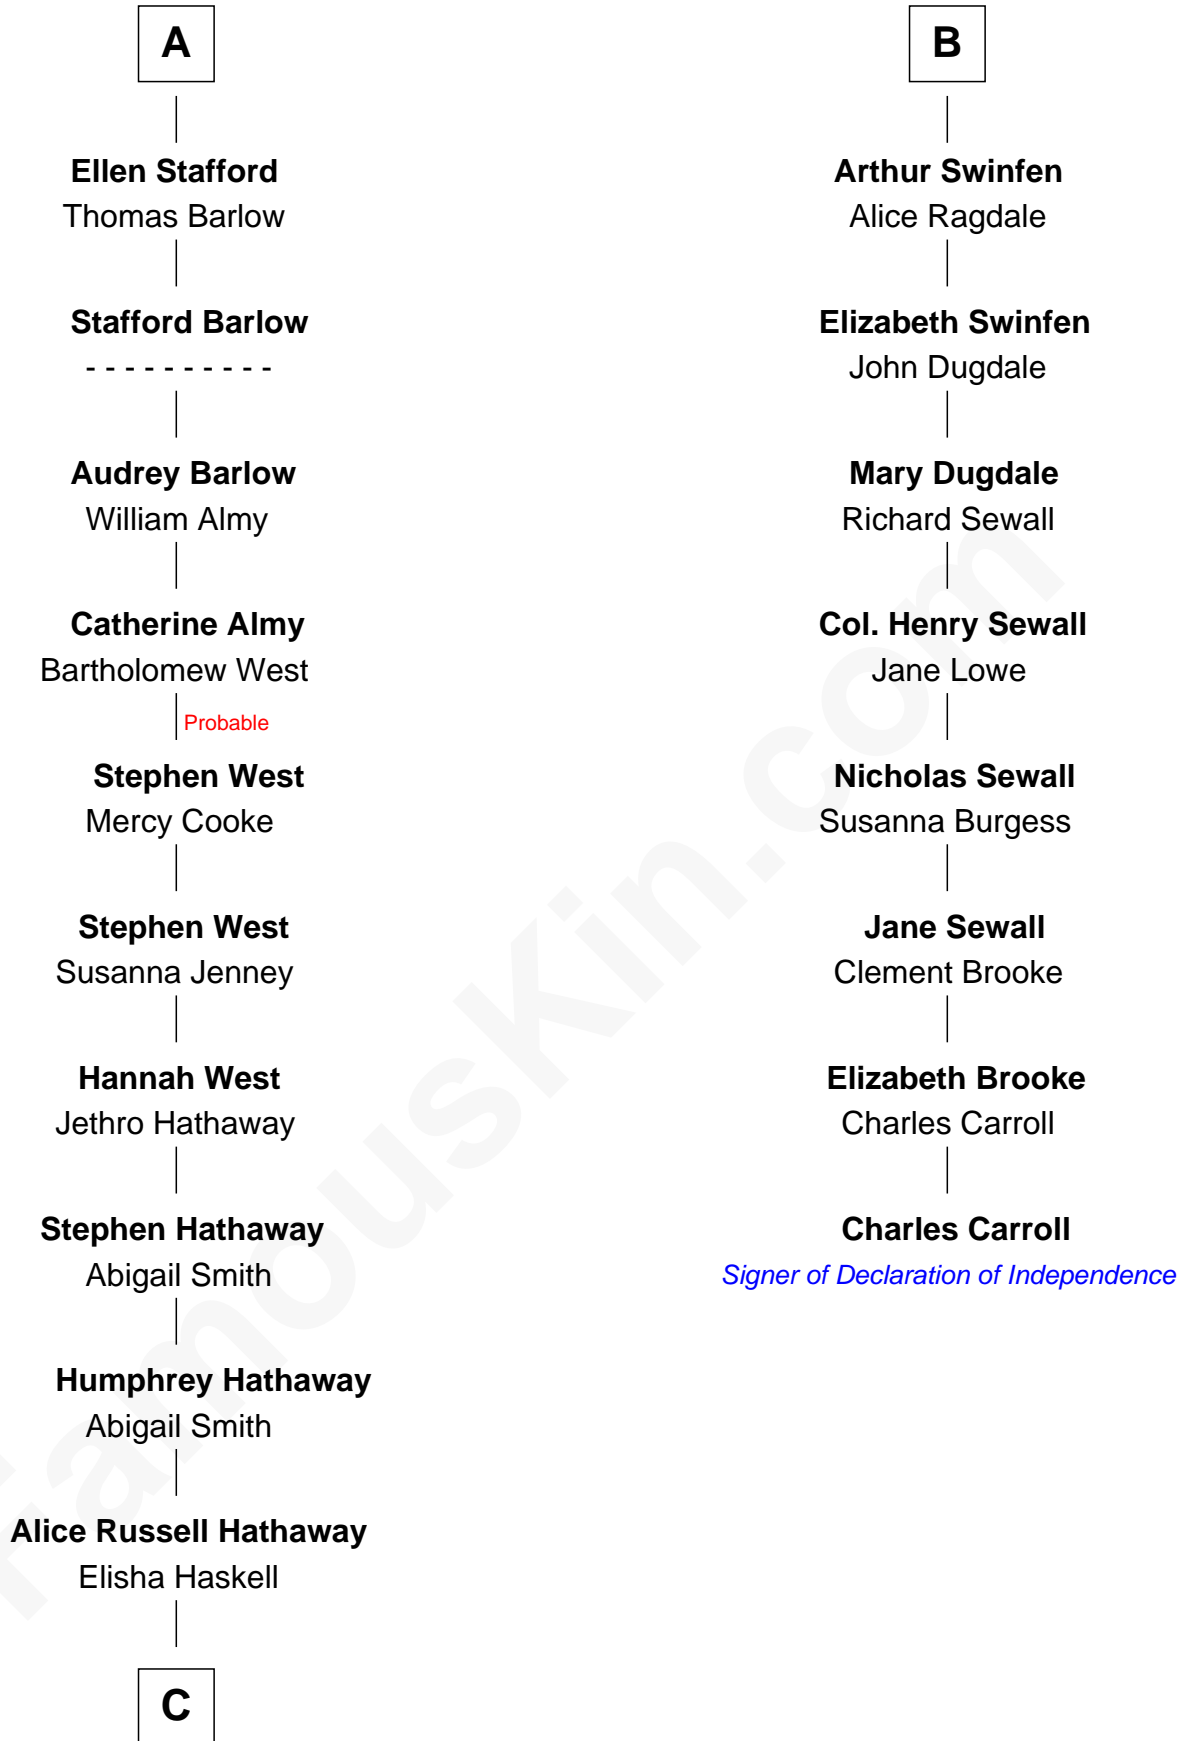 A
Ellen Stafford
Thomas Barlow
Stafford Barlow
- - - - - - - - - -
Audrey Barlow
William Almy
Catherine Almy
Bartholomew West
Probable
Stephen West
Mercy Cooke
Stephen West
Susanna Jenney
Hannah West
Jethro Hathaway
Stephen Hathaway
Abigail Smith
Humphrey Hathaway
Abigail Smith
Alice Russell Hathaway
Elisha Haskell
C
B
Arthur Swinfen
Alice Ragdale
Elizabeth Swinfen
John Dugdale
Mary Dugdale
Richard Sewall
Col. Henry Sewall
Jane Lowe
Nicholas Sewall
Susanna Burgess
Jane Sewall
Clement Brooke
Elizabeth Brooke
Charles Carroll
Charles Carroll
Signer of Declaration of Independence
FamousKin.com